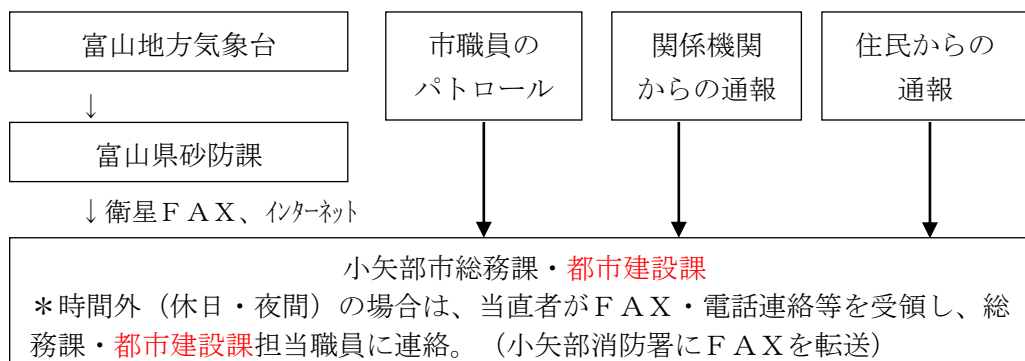 富山地方気象台
↓
富山県砂防課
↓衛星ＦＡＸ、ｲﾝﾀｰﾈｯﾄ
市職員の
パトロール
関係機関
からの通報
住民からの
通報
小矢部市総務課・都市建設課
＊時間外（休日・夜間）の場合は、当直者がＦＡＸ・電話連絡等を受領し、総
務課・都市建設課担当職員に連絡。（小矢部消防署にＦＡＸを転送）